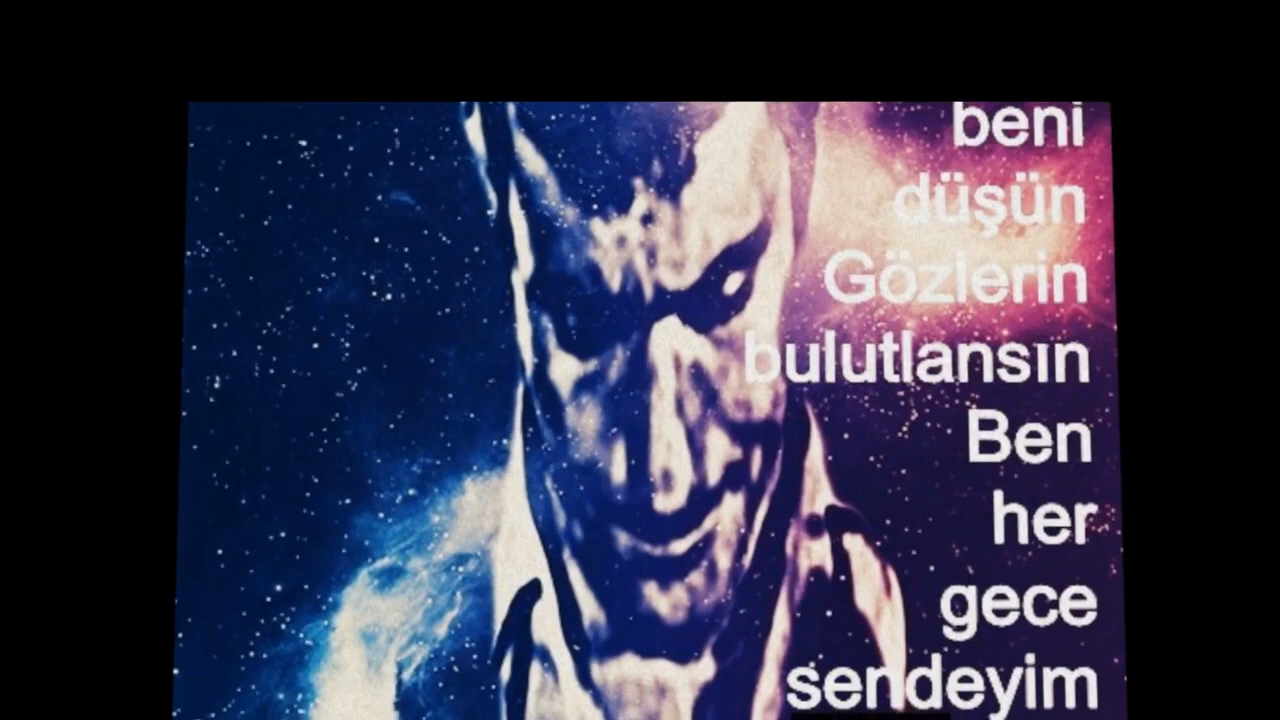 beni
düşün
Gözlerin
bulutlansın
Ben
her
gece
sendeyim